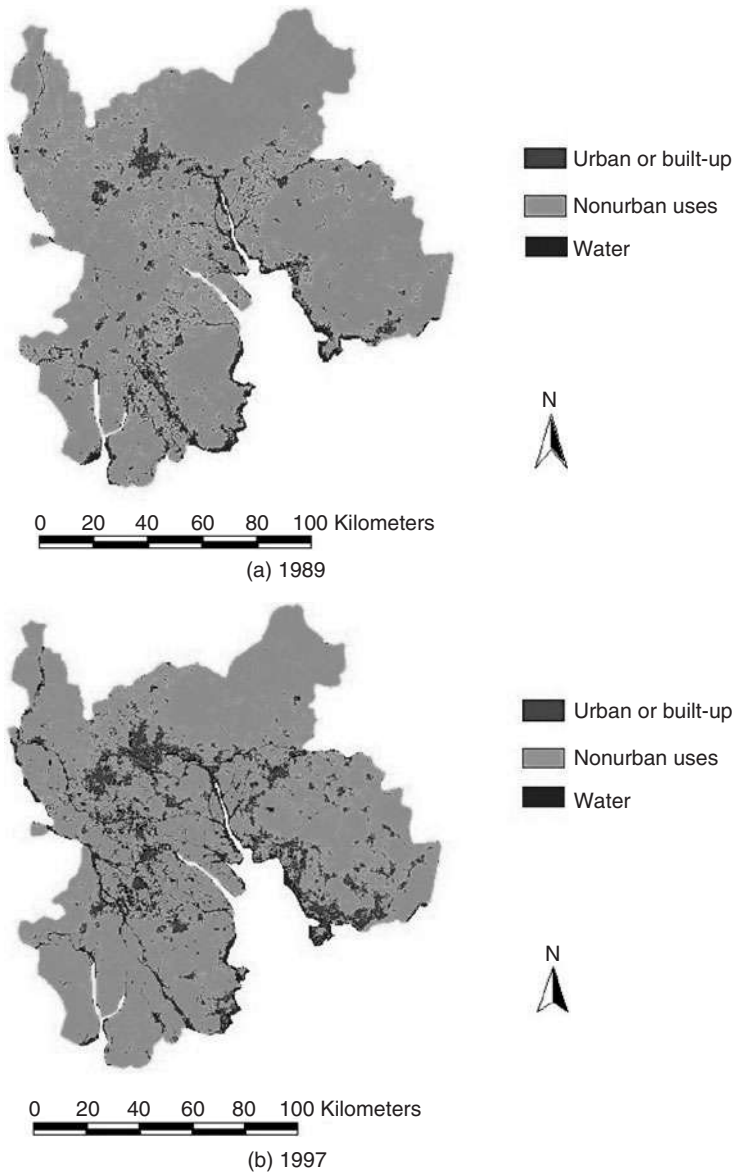 Urban or built-up
Nonurban uses
Water
N
0 20 40 60 80 100 Kilometers
(a) 1989
Urban or built-up
Nonurban uses
Water
N
0 20 40 60 80 100 Kilometers
(b) 1997